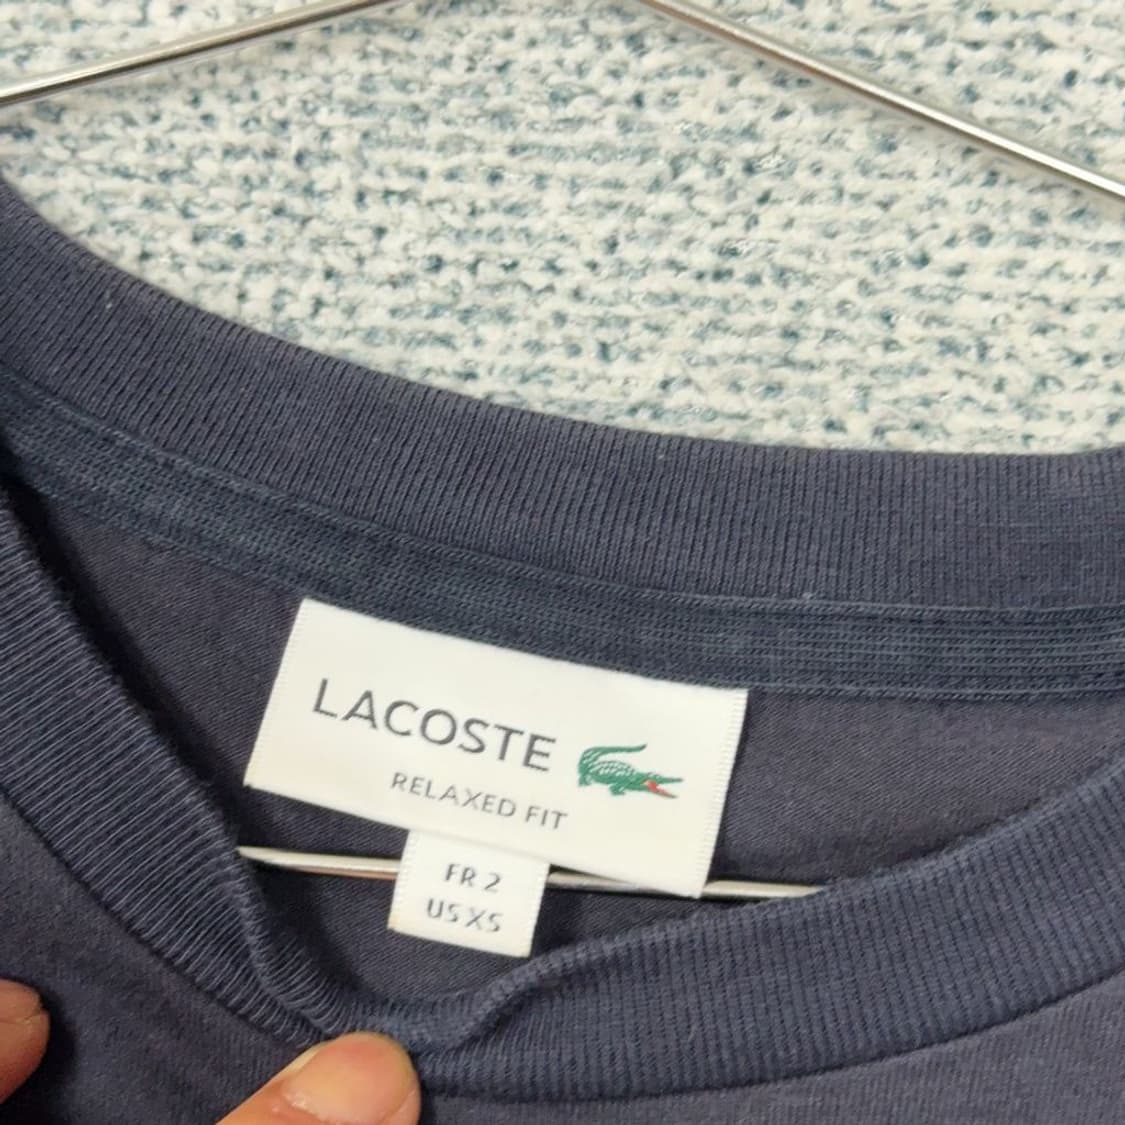 LACOSTE
RELAXED FIT
FR 2
US XS